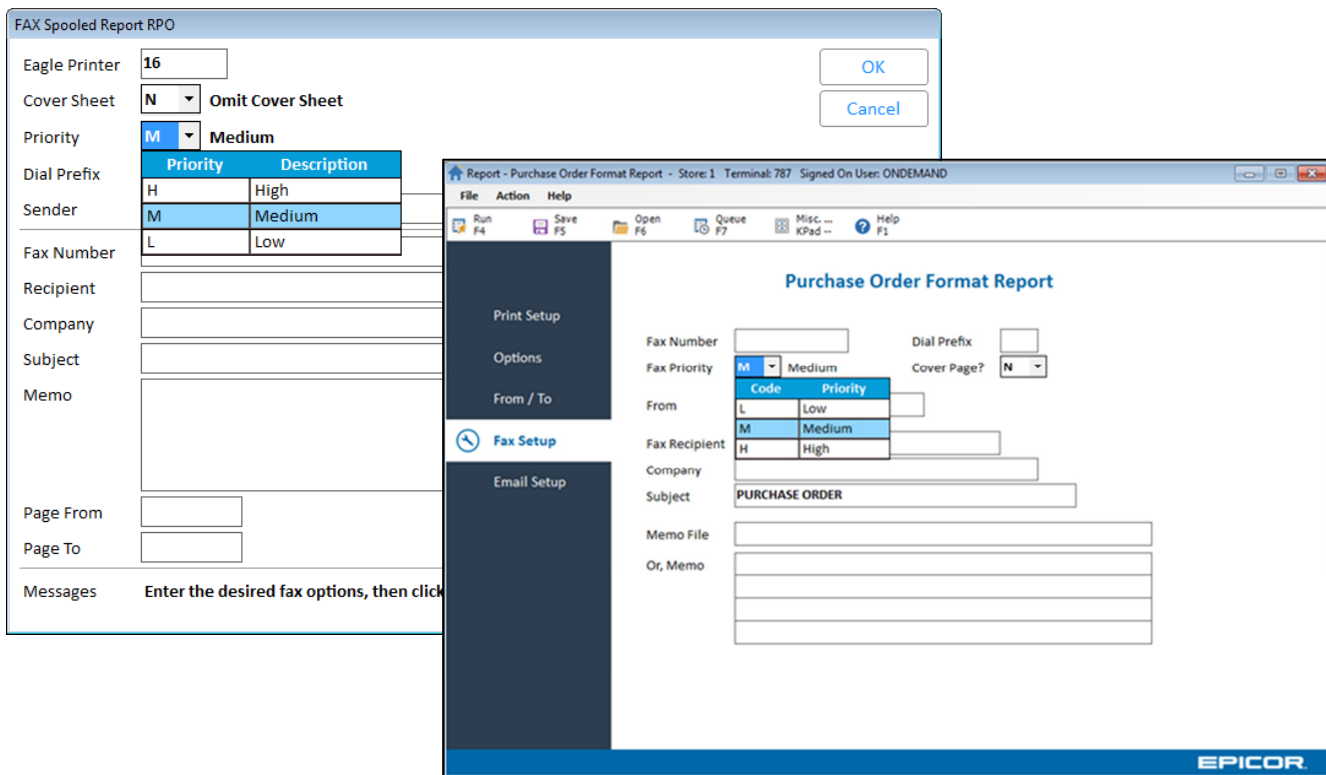 FAX Spooled Report RPO
Eagle Printer 16
OK
Cover Sheet N Omit Cover Sheet
Cancel
Priority M Medium
Priority Description
H High
M Medium
L Low
Dial Prefix
Sender
Fax Number
Recipient
Company
Subject
Memo
Page From
Page To
Messages Enter the desired fax options, then click
Report - Purchase Order Format Report - Store: 1 Terminal: 787 Signed On User: ONDEMAND
File Action Help
Run F4
Save F5
Open F6
Queue F7
Misc. ... KPad --
Help F1
Print Setup
Options
From / To
Fax Setup
Email Setup
Purchase Order Format Report
Fax Number Dial Prefix
Fax Priority M Medium Cover Page? N
Code Priority
L Low
M Medium
H High
From
Fax Recipient
Company
Subject PURCHASE ORDER
Memo File
Or, Memo
EPICOR.